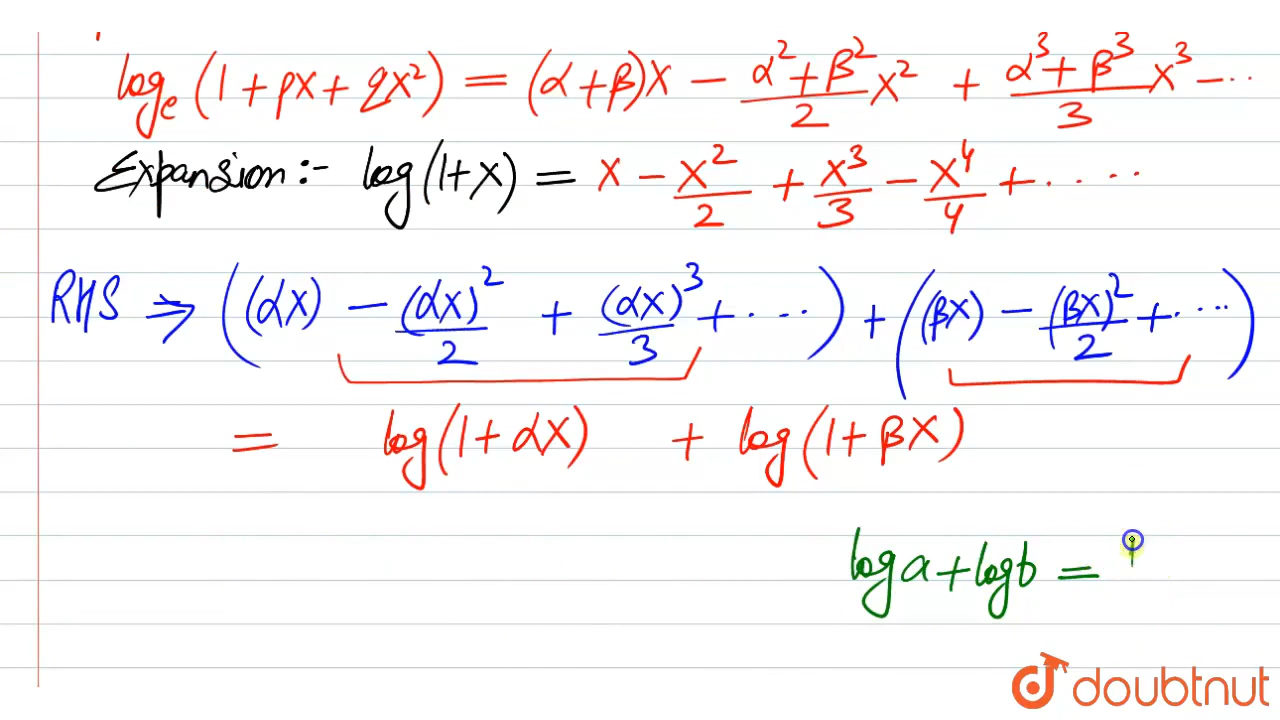 logₑ(1+px+qx²) = (α+β)x − (α²+β²)/2 x² + (α³+β³)/3 x³ − ...
Expansion :- log(1+x) = x − x²/2 + x³/3 − x⁴/4 + ....
RHS ⇒ ((αx) − (αx)²/2 + (αx)³/3 + ....) + ((βx) − (βx)²/2 + ....)
= log(1+αx) + log(1+βx)
log a + log b =
doubtnut